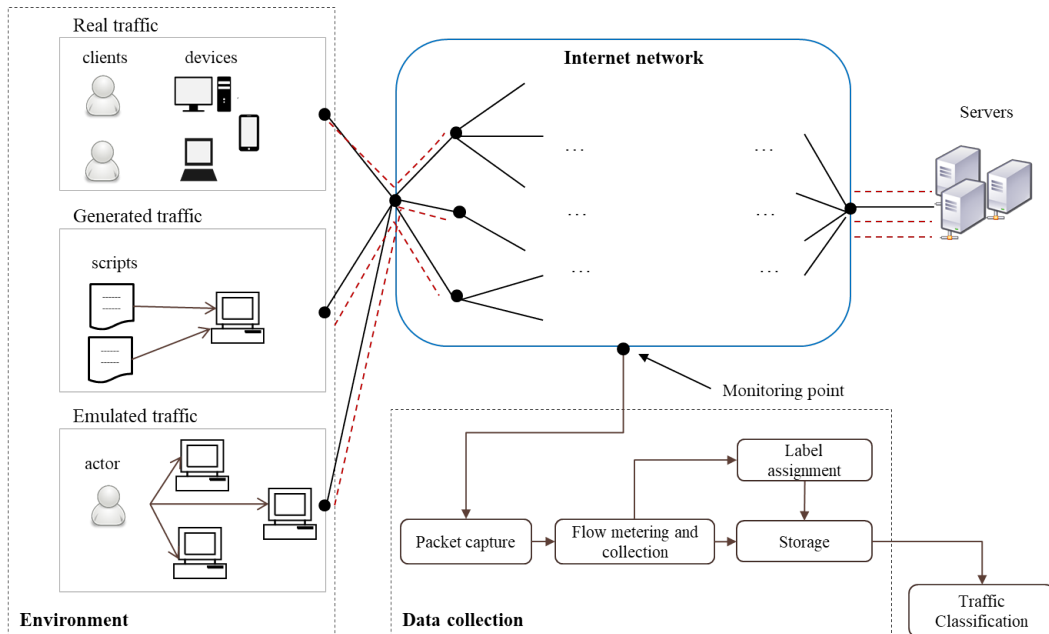 Real traffic
clients
devices
Generated traffic
scripts
Emulated traffic
actor
Environment
Internet network
...
...
...
...
...
...
Servers
Monitoring point
Label
assignment
Packet capture
Flow metering and
collection
Storage
Data collection
Traffic
Classification